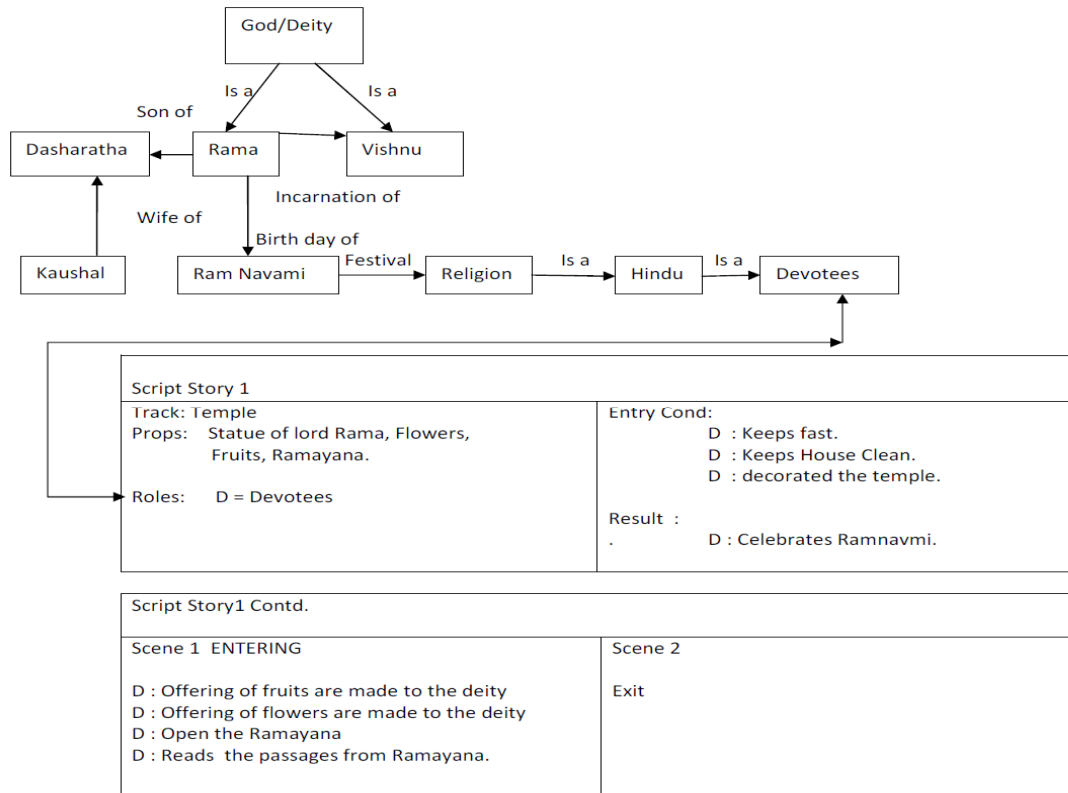 God/Deity
Is a
Is a
Son of
Dasharatha
Rama
Vishnu
Incarnation of
Wife of
Birth day of
Kaushal
Ram Navami
Festival
Religion
Is a
Hindu
Is a
Devotees
Script Story 1
Track: Temple
Props: Statue of lord Rama, Flowers,
Fruits, Ramayana.
Roles: D = Devotees
Entry Cond:
D : Keeps fast.
D : Keeps House Clean.
D : decorated the temple.
Result :
. D : Celebrates Ramnavmi.
Script Story1 Contd.
Scene 1 ENTERING
D : Offering of fruits are made to the deity
D : Offering of flowers are made to the deity
D : Open the Ramayana
D : Reads the passages from Ramayana.
Scene 2
Exit